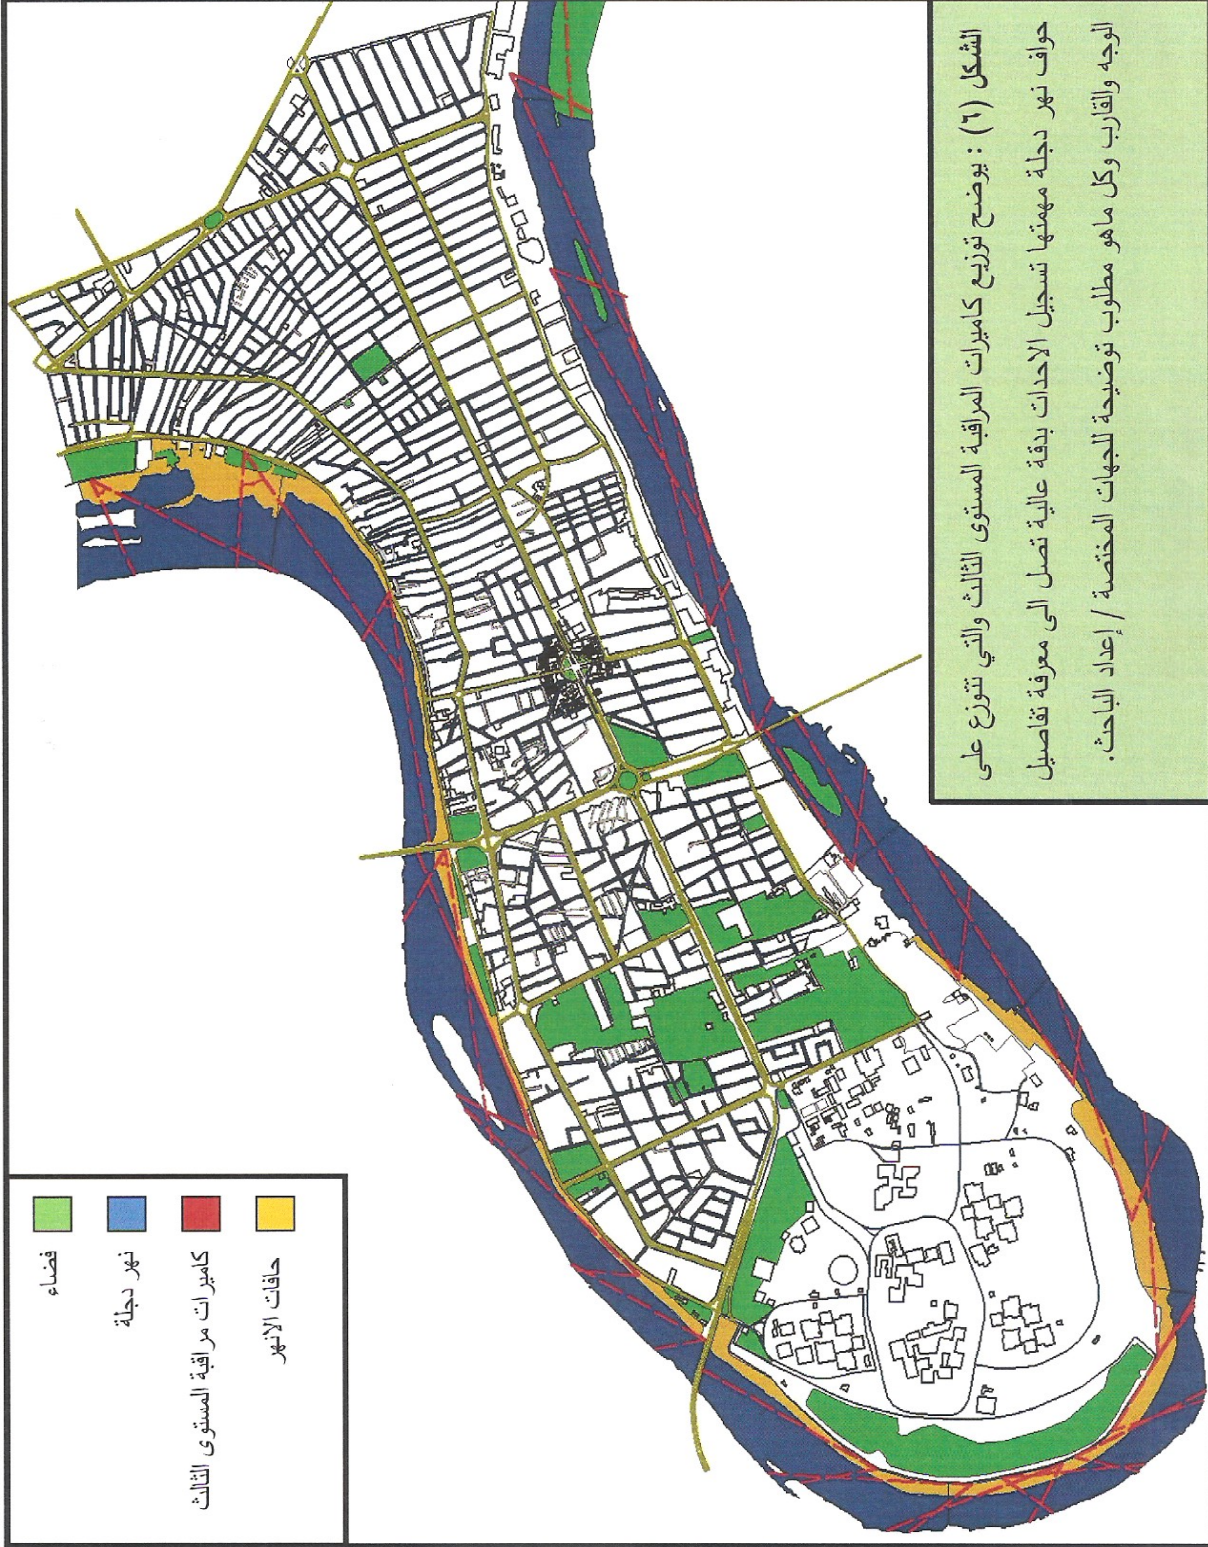 الشكل (٦) : يوضح توزيع كاميرات المراقبة المستوى الثالث والتي تتوزع على
حواف نهر دجلة مهمتها تسجيل الاحداث بدقة عالية تصل الى معرفة تفاصيل
الوجه والقارب وكل ماهو مطلوب توضيحة للجهات المختصة / إعداد الباحث.
حافات الانهر
كاميرات مراقبة المستوى الثالث
نهر دجلة
فضاء